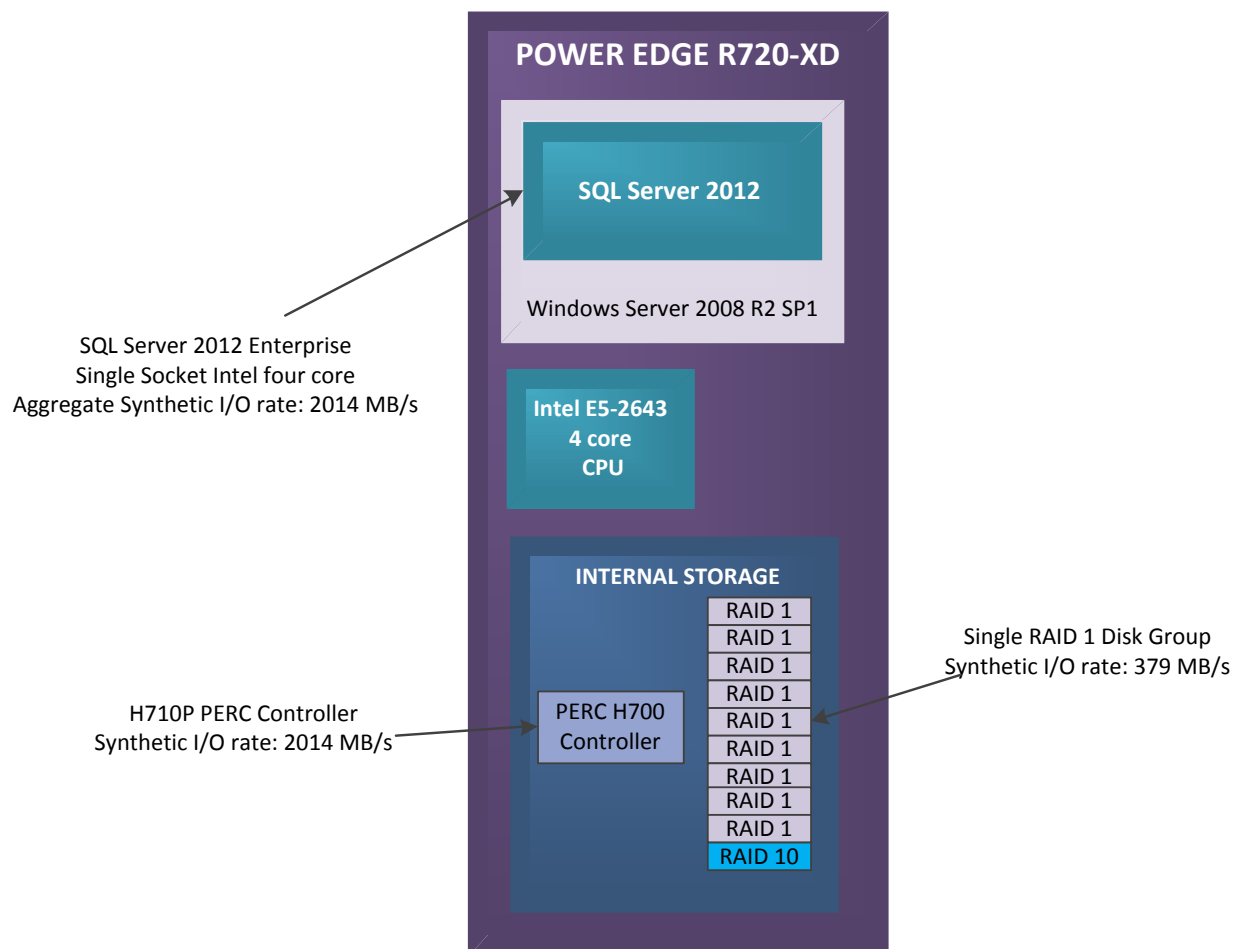 POWER EDGE R720-XD
SQL Server 2012
Windows Server 2008 R2 SP1
SQL Server 2012 Enterprise
Single Socket Intel four core
Aggregate Synthetic I/O rate: 2014 MB/s
Intel E5-2643
4 core
CPU
INTERNAL STORAGE
RAID 1
RAID 1
RAID 1
RAID 1
RAID 1
RAID 1
RAID 1
RAID 1
RAID 1
RAID 10
Single RAID 1 Disk Group
Synthetic I/O rate: 379 MB/s
PERC H700
Controller
H710P PERC Controller
Synthetic I/O rate: 2014 MB/s